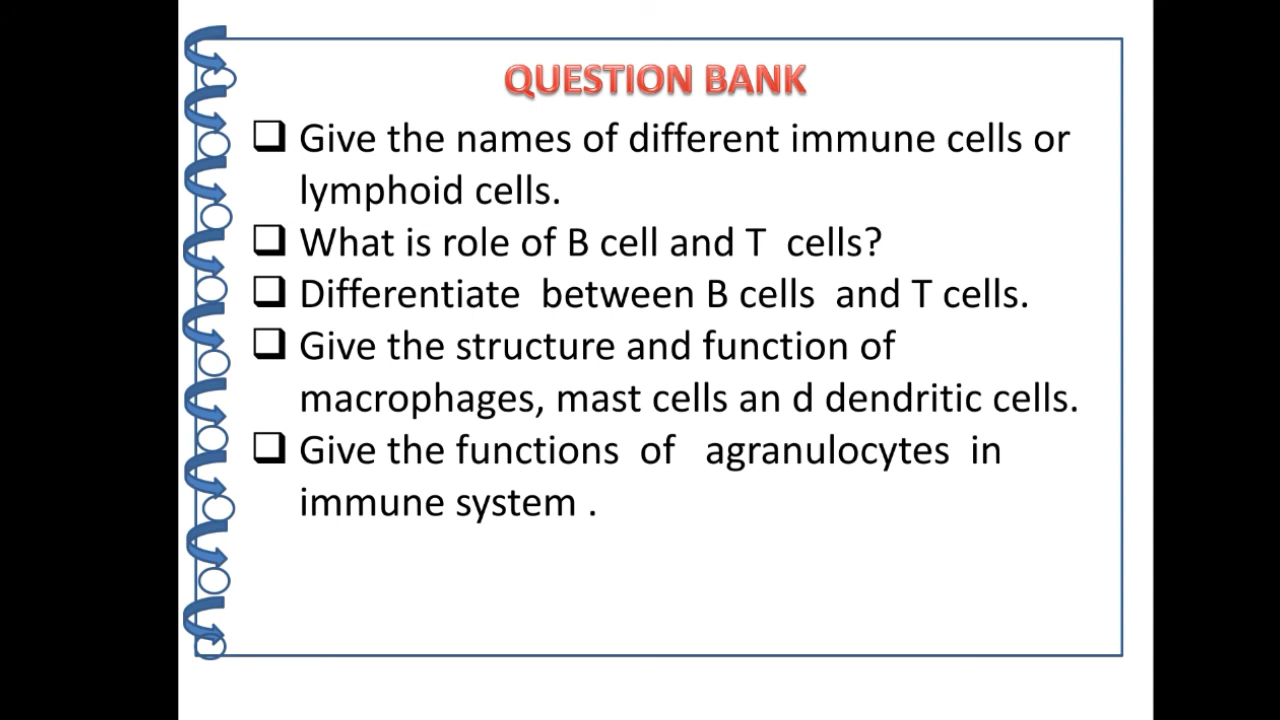 QUESTION BANK
Give the names of different immune cells or
lymphoid cells.
What is role of B cell and T  cells?
Differentiate  between B cells  and T cells.
Give the structure and function of
macrophages, mast cells an d dendritic cells.
Give the functions  of   agranulocytes  in
immune system .